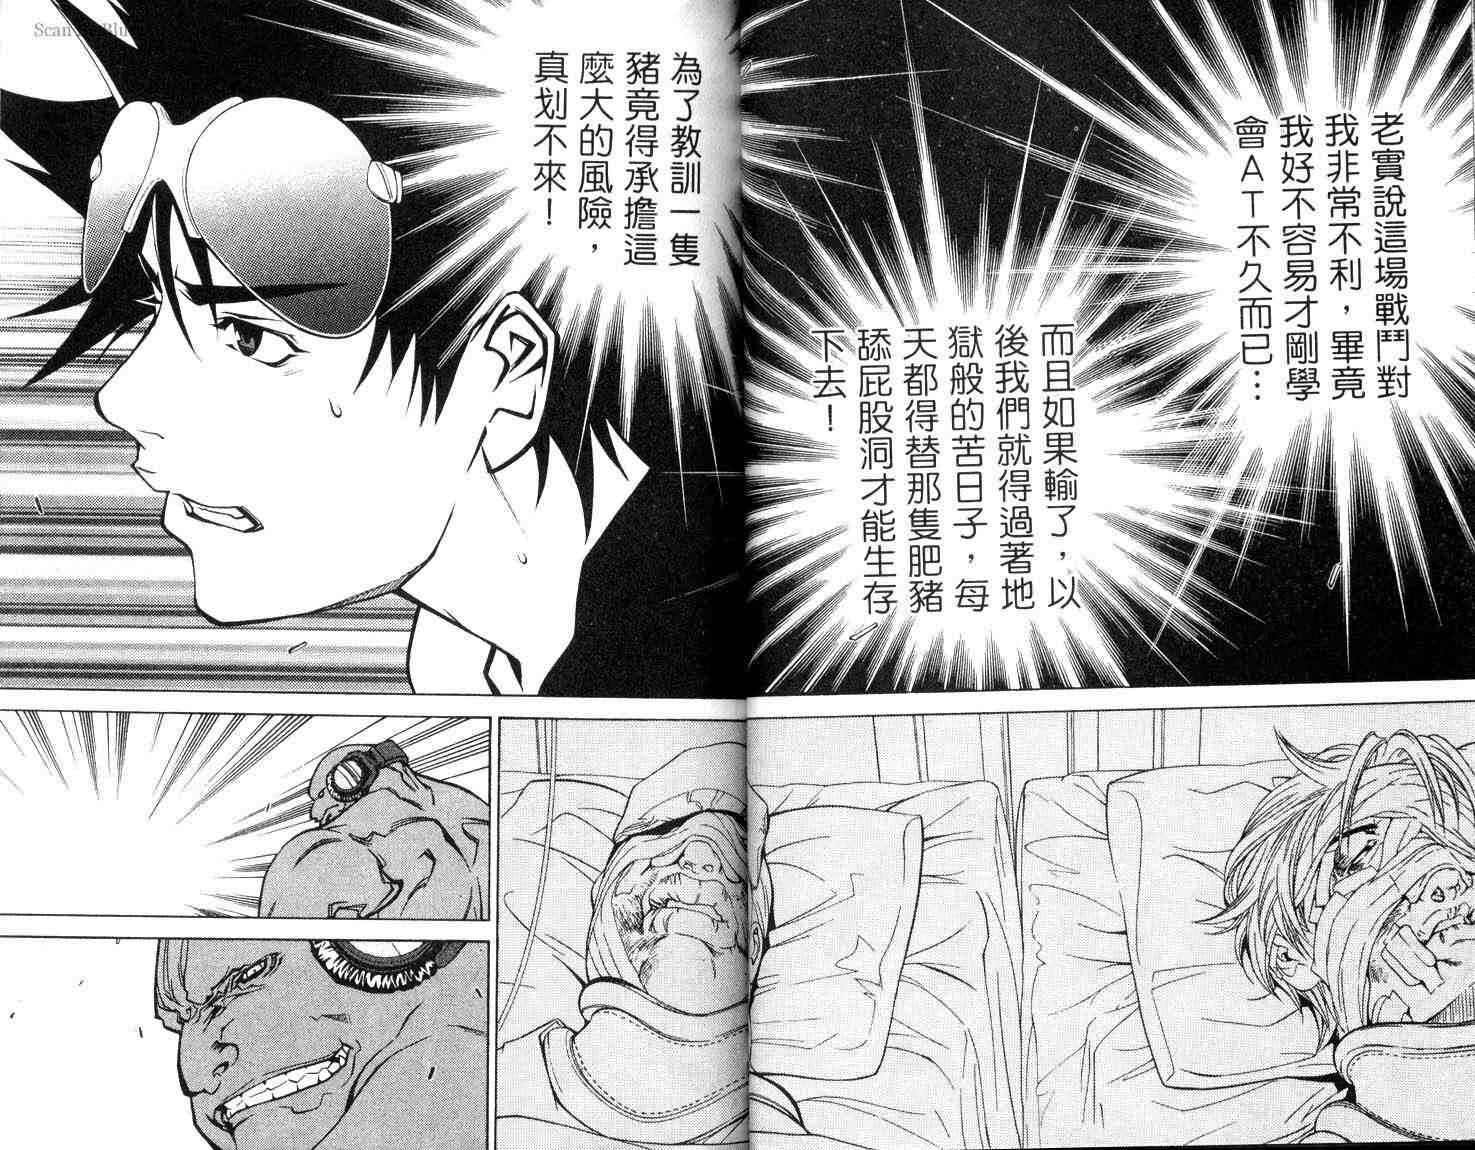 老實說這場戰鬥對
我非常不利，畢竟
我好不容易才剛學
會ＡＴ不久而已…
而且如果輸了，以
後我們就得過著地
獄般的苦日子，每
天都得替那隻肥豬
舔屁股洞才能生存
下去！
為了教訓一隻
豬竟得承擔這
麼大的風險，
真划不來！
Scan